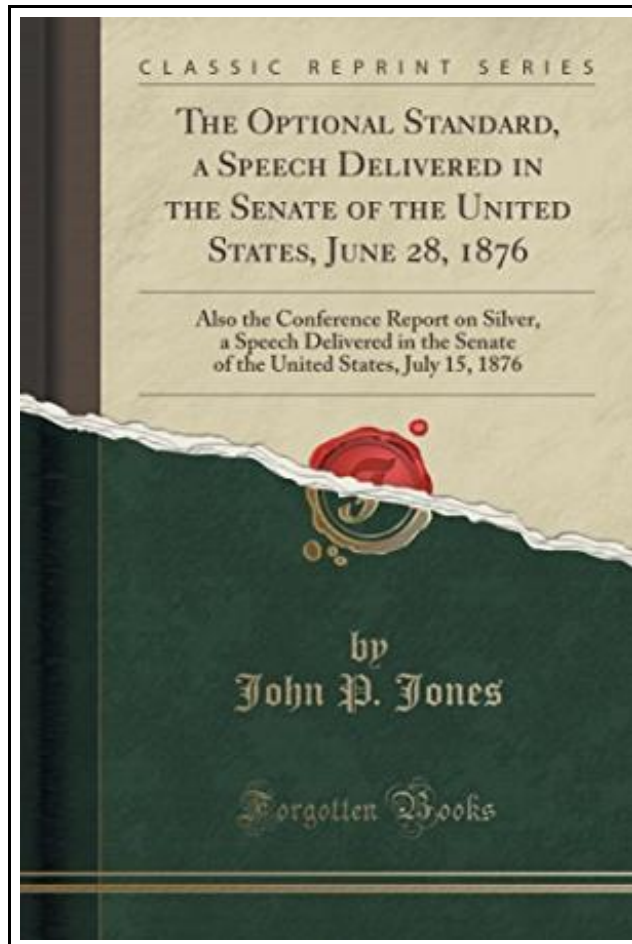 CLASSIC REPRINT SERIES
THE OPTIONAL STANDARD,
A SPEECH DELIVERED IN
THE SENATE OF THE UNITED
STATES, JUNE 28, 1876
Also the Conference Report on Silver,
a Speech Delivered in the Senate
of the United States, July 15, 1876
by
John P. Jones
Forgotten Books